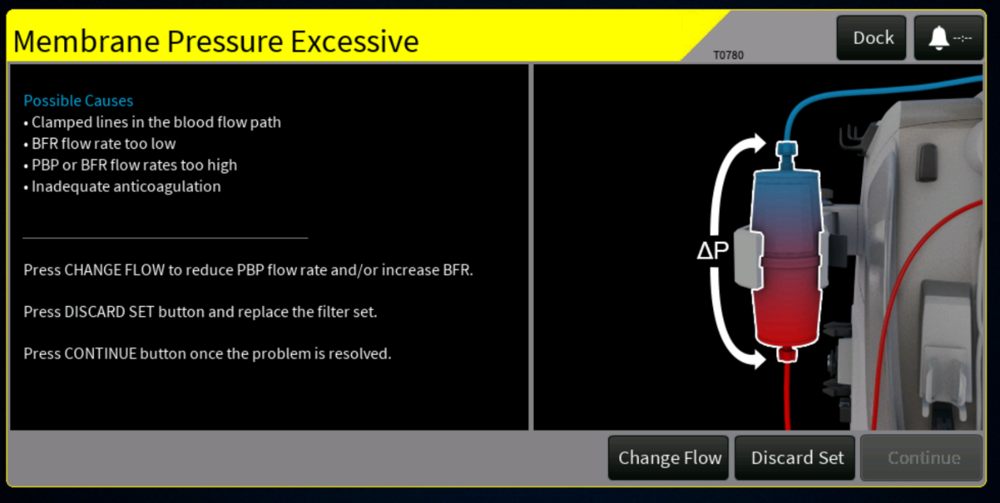 Membrane Pressure Excessive
T0780
Dock
--:--
Possible Causes
• Clamped lines in the blood flow path
• BFR flow rate too low
• PBP or BFR flow rates too high
• Inadequate anticoagulation
Press CHANGE FLOW to reduce PBP flow rate and/or increase BFR.
Press DISCARD SET button and replace the filter set.
Press CONTINUE button once the problem is resolved.
ΔP
Change Flow
Discard Set
Continue